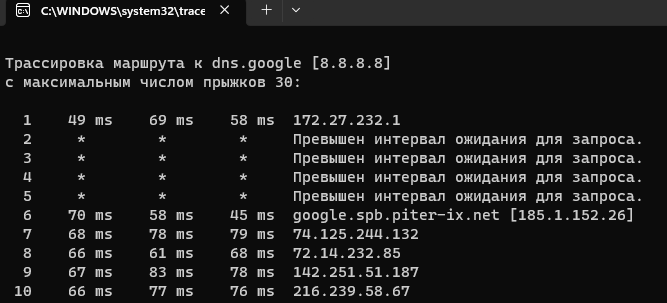 C:\WINDOWS\system32\trace
Трассировка маршрута к dns.google [8.8.8.8]
с максимальным числом прыжков 30:
1 49 ms 69 ms 58 ms 172.27.232.1
2 * * * Превышен интервал ожидания для запроса.
3 * * * Превышен интервал ожидания для запроса.
4 * * * Превышен интервал ожидания для запроса.
5 * * * Превышен интервал ожидания для запроса.
6 70 ms 58 ms 45 ms google.spb.piter-ix.net [185.1.152.26]
7 68 ms 78 ms 79 ms 74.125.244.132
8 66 ms 61 ms 68 ms 72.14.232.85
9 67 ms 83 ms 78 ms 142.251.51.187
10 66 ms 77 ms 76 ms 216.239.58.67